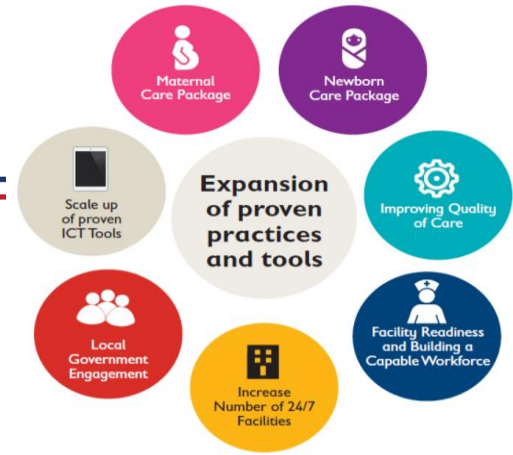 Maternal
Care Package
Newborn
Care Package
Scale up
of proven
ICT Tools
Expansion
of proven
practices
and tools
Improving Quality
of Care
Local
Government
Engagement
Facility Readiness
and Building a
Capable Workforce
Increase
Number of 24/7
Facilities